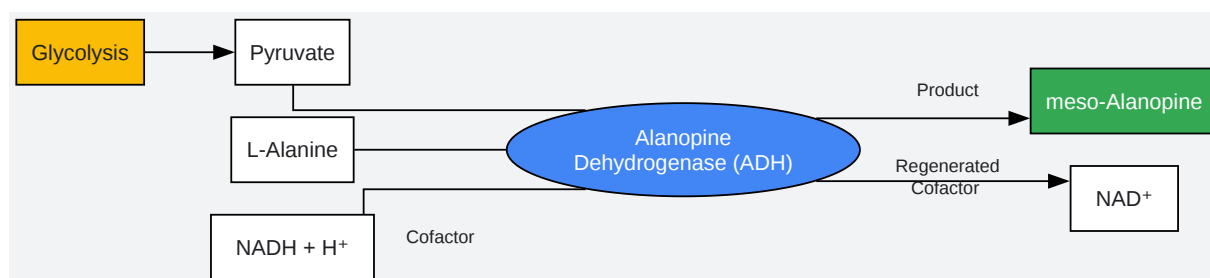 Glycolysis
Pyruvate
L-Alanine
NADH + H⁺
Cofactor
Alanopine
Dehydrogenase (ADH)
Product
meso-Alanopine
Regenerated
Cofactor
NAD⁺